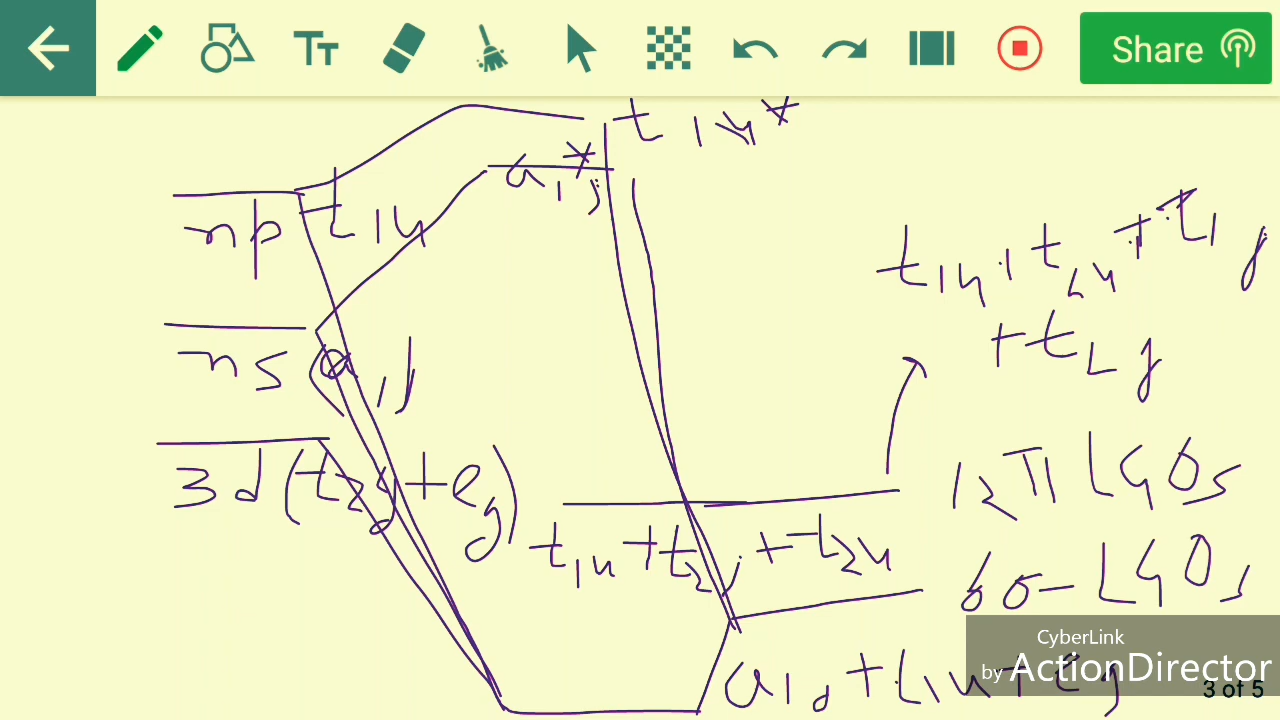 Share
t1u*
a1g*
np t1u
t1u + t2u + t1g
+ t2g
ns (a1g)
3d (t2g + eg)
12 π LGOs
t1u + t2g + t2u
6σ-LGOs
CyberLink
by ActionDirector
a1g + t1u + eg
3 of 5